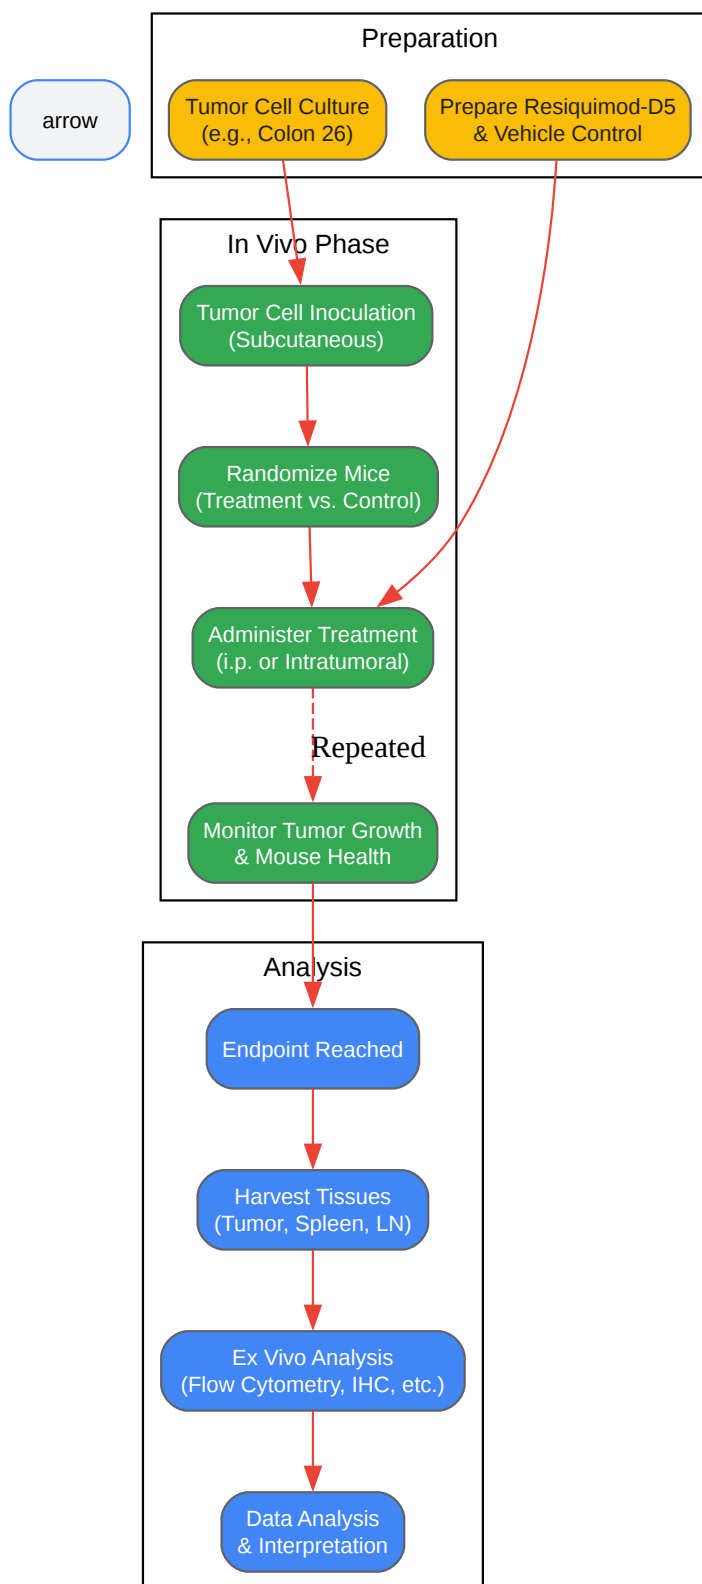 Preparation
arrow
Tumor Cell Culture
(e.g., Colon 26)
Prepare Resiquimod-D5
& Vehicle Control
In Vivo Phase
Tumor Cell Inoculation
(Subcutaneous)
Randomize Mice
(Treatment vs. Control)
Administer Treatment
(i.p. or Intratumoral)
Repeated
Monitor Tumor Growth
& Mouse Health
Analysis
Endpoint Reached
Harvest Tissues
(Tumor, Spleen, LN)
Ex Vivo Analysis
(Flow Cytometry, IHC, etc.)
Data Analysis
& Interpretation